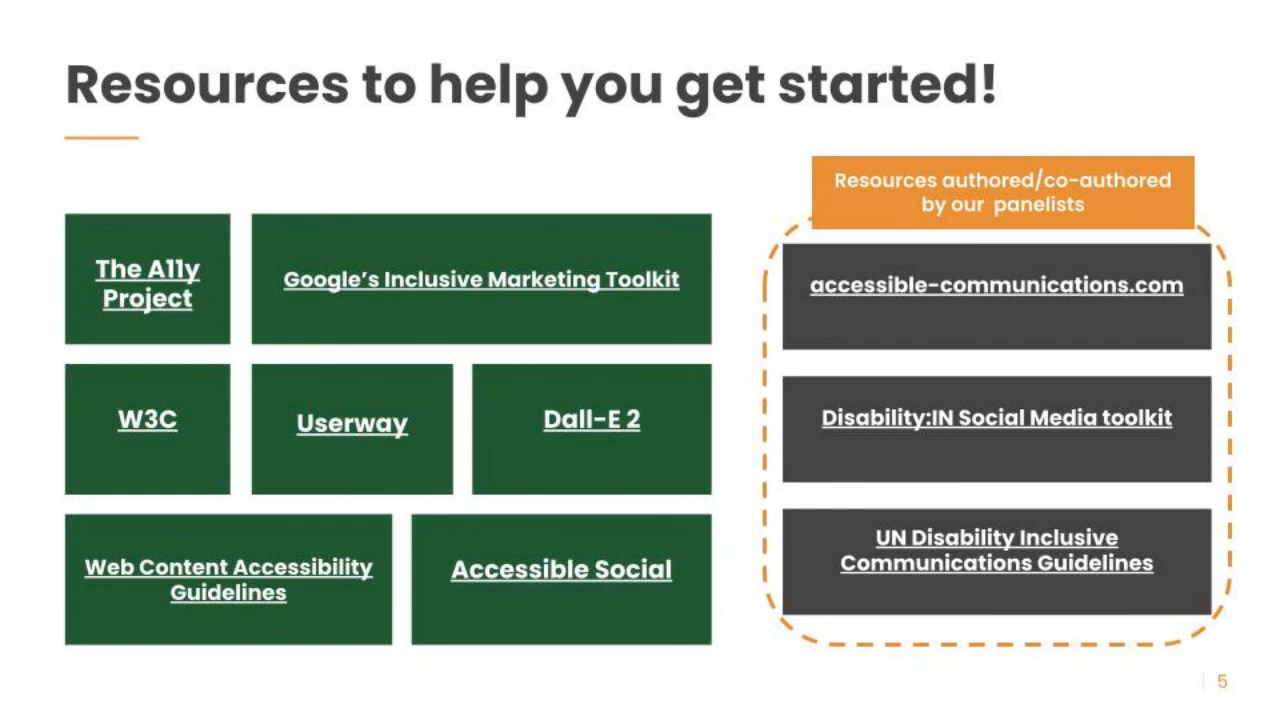 Resources to help you get started!
The A11y
Project
Google's Inclusive Marketing Toolkit
W3C
Userway
Dall-E 2
Web Content Accessibility
Guidelines
Accessible Social
Resources authored/co-authored
by our panelists
accessible-communications.com
Disability:IN Social Media toolkit
UN Disability Inclusive
Communications Guidelines
5